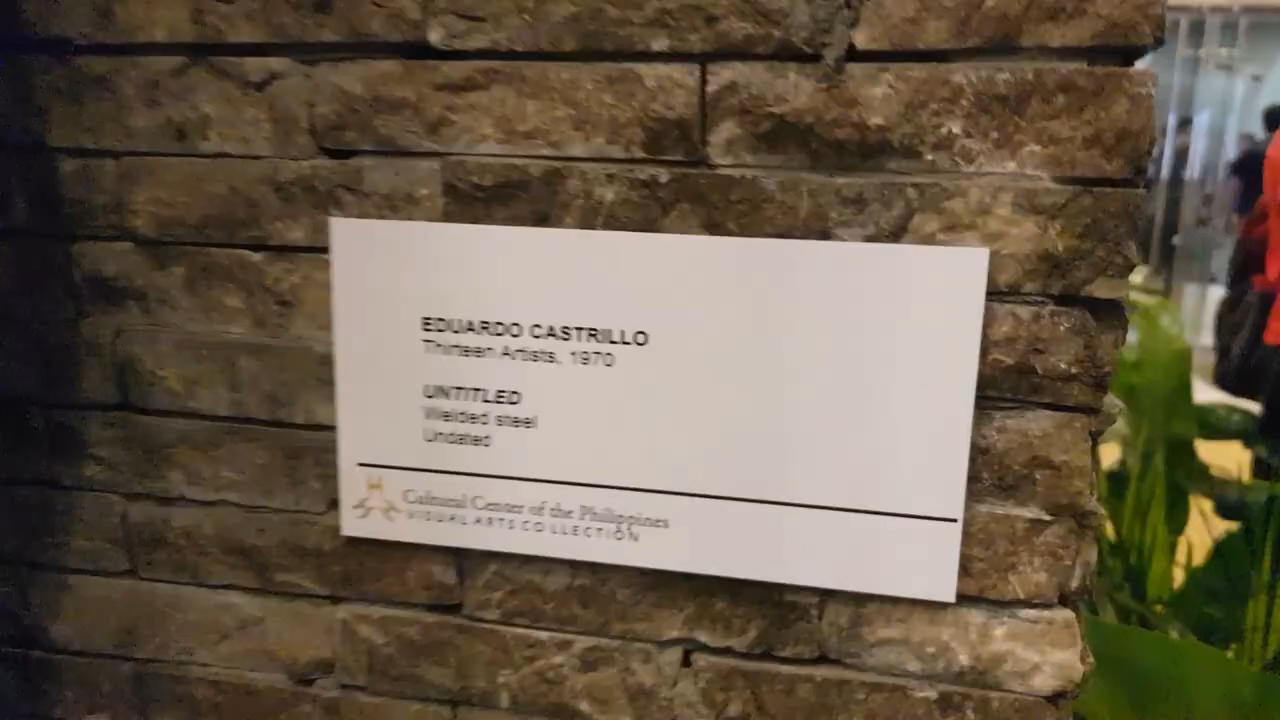 EDUARDO CASTRILLO
Thirteen Artists, 1970
UNTITLED
Welded steel
Undated
Cultural Center of the Philippines
VISUAL ARTS COLLECTION